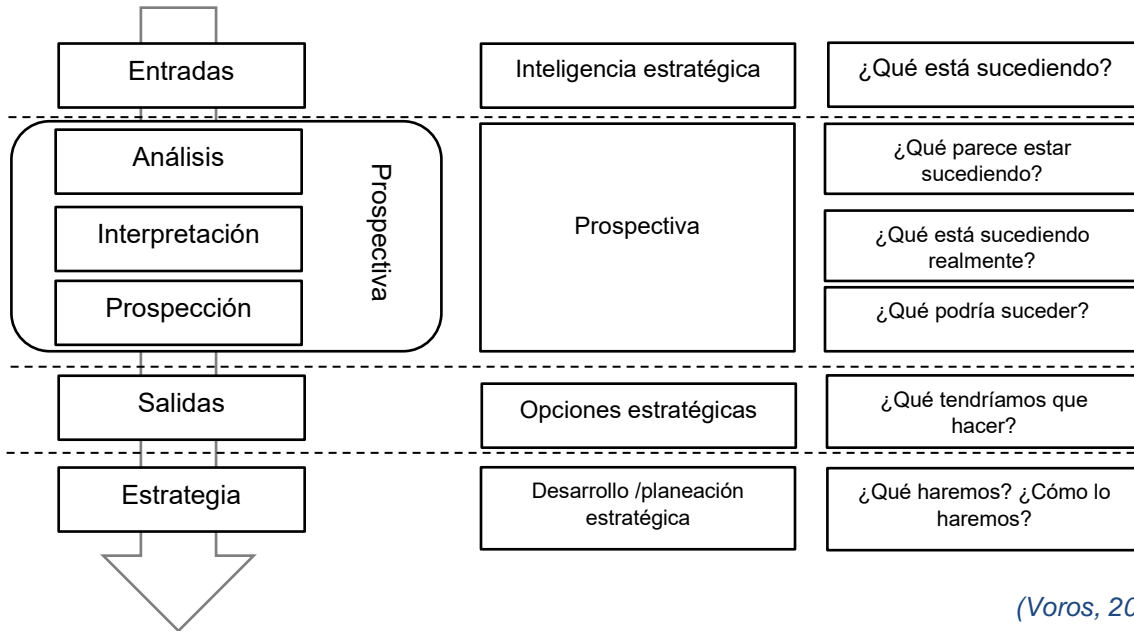 Entradas
Inteligencia estratégica
¿Qué está sucediendo?
Análisis
Interpretación
Prospección
Prospectiva
Prospectiva
¿Qué parece estar
sucediendo?
¿Qué está sucediendo
realmente?
¿Qué podría suceder?
Salidas
Opciones estratégicas
¿Qué tendríamos que
hacer?
Estrategia
Desarrollo /planeación
estratégica
¿Qué haremos? ¿Cómo lo
haremos?
(Voros, 20